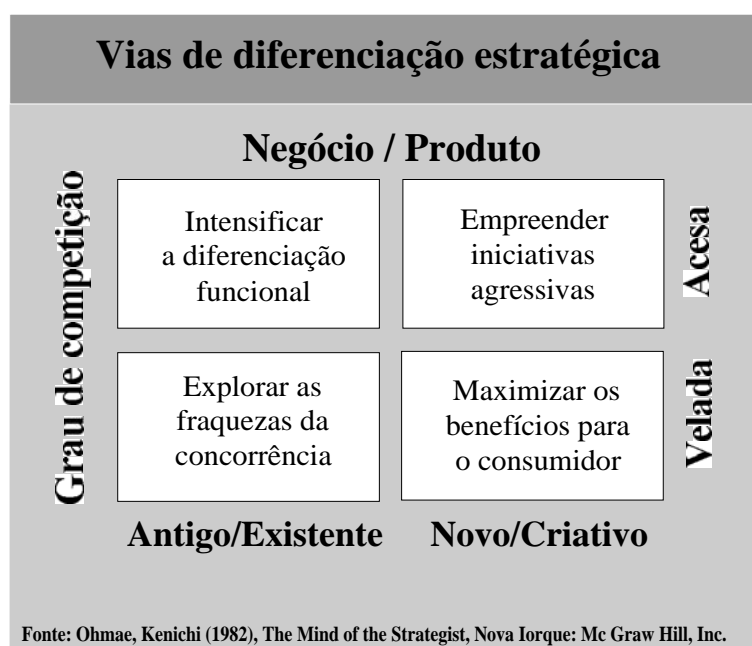 Vias de diferenciação estratégica
Negócio / Produto
Grau de competição
Intensificar
a diferenciação
funcional
Empreender
iniciativas
agressivas
Acesa
Explorar as
fraquezas da
concorrência
Maximizar os
benefícios para
o consumidor
Velada
Antigo/Existente
Novo/Criativo
Fonte: Ohmae, Kenichi (1982), The Mind of the Strategist, Nova Iorque: Mc Graw Hill, Inc.